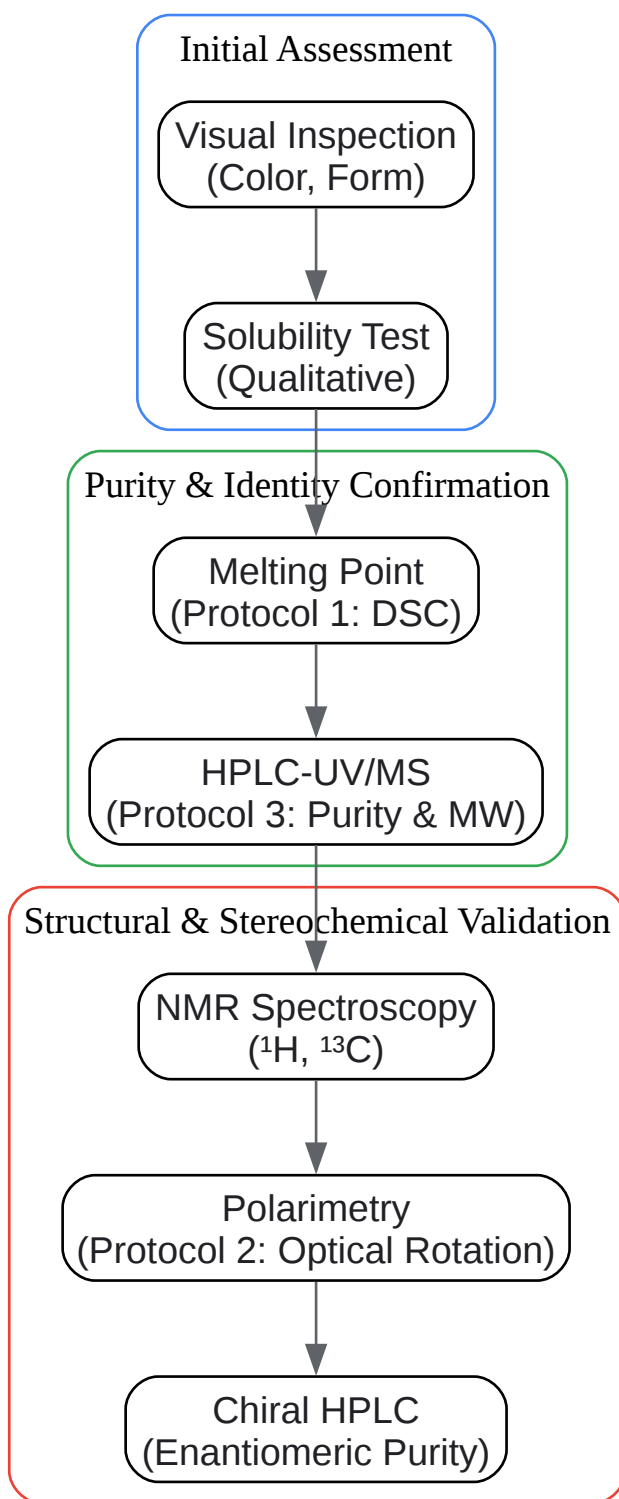 Initial Assessment
Visual Inspection
(Color, Form)
Solubility Test
(Qualitative)
Purity & Identity Confirmation
Melting Point
(Protocol 1: DSC)
HPLC-UV/MS
(Protocol 3: Purity & MW)
Structural & Stereochemical Validation
NMR Spectroscopy
(¹H, ¹³C)
Polarimetry
(Protocol 2: Optical Rotation)
Chiral HPLC
(Enantiomeric Purity)